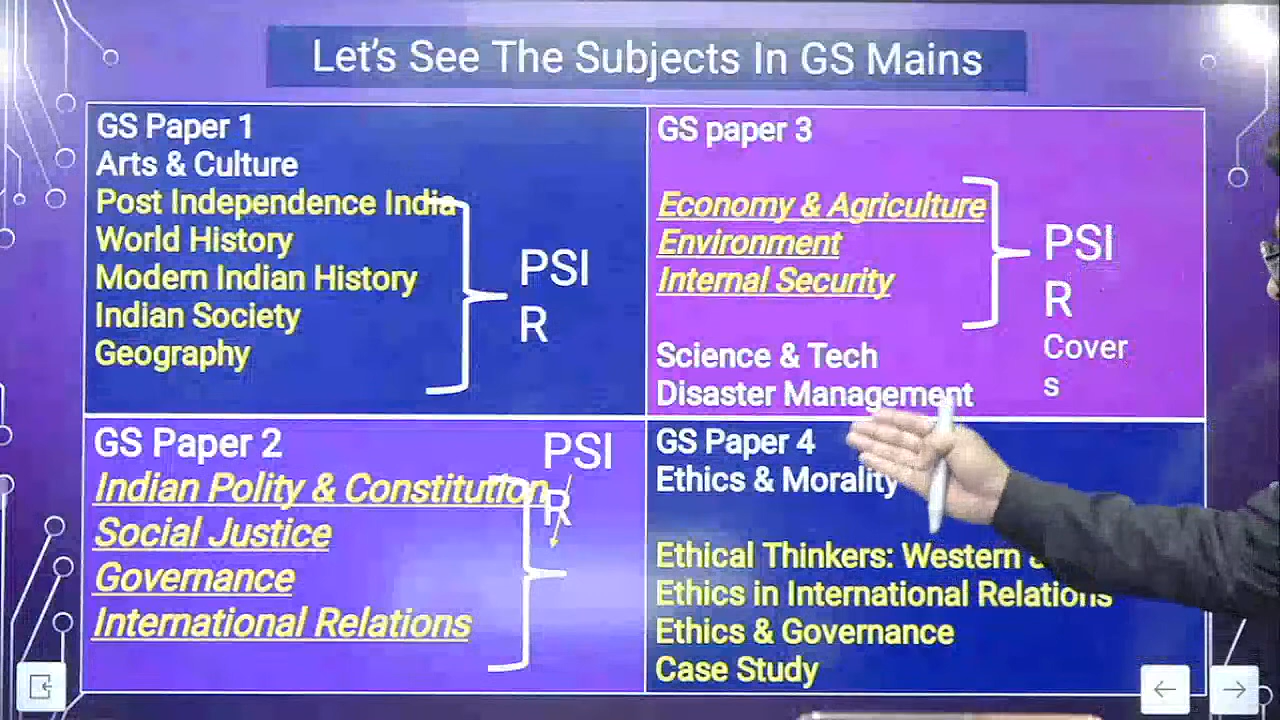 Let's See The Subjects In GS Mains
GS Paper 1
Arts & Culture
Post Independence India
World History
Modern Indian History
Indian Society
Geography
PSI
R
GS paper 3
Economy & Agriculture
Environment
Internal Security
Science & Tech
Disaster Management
PSI
R
Cover
s
GS Paper 2
Indian Polity & Constitution
Social Justice
Governance
International Relations
PSI
R
GS Paper 4
Ethics & Morality
Ethical Thinkers: Western
Ethics in International Relations
Ethics & Governance
Case Study